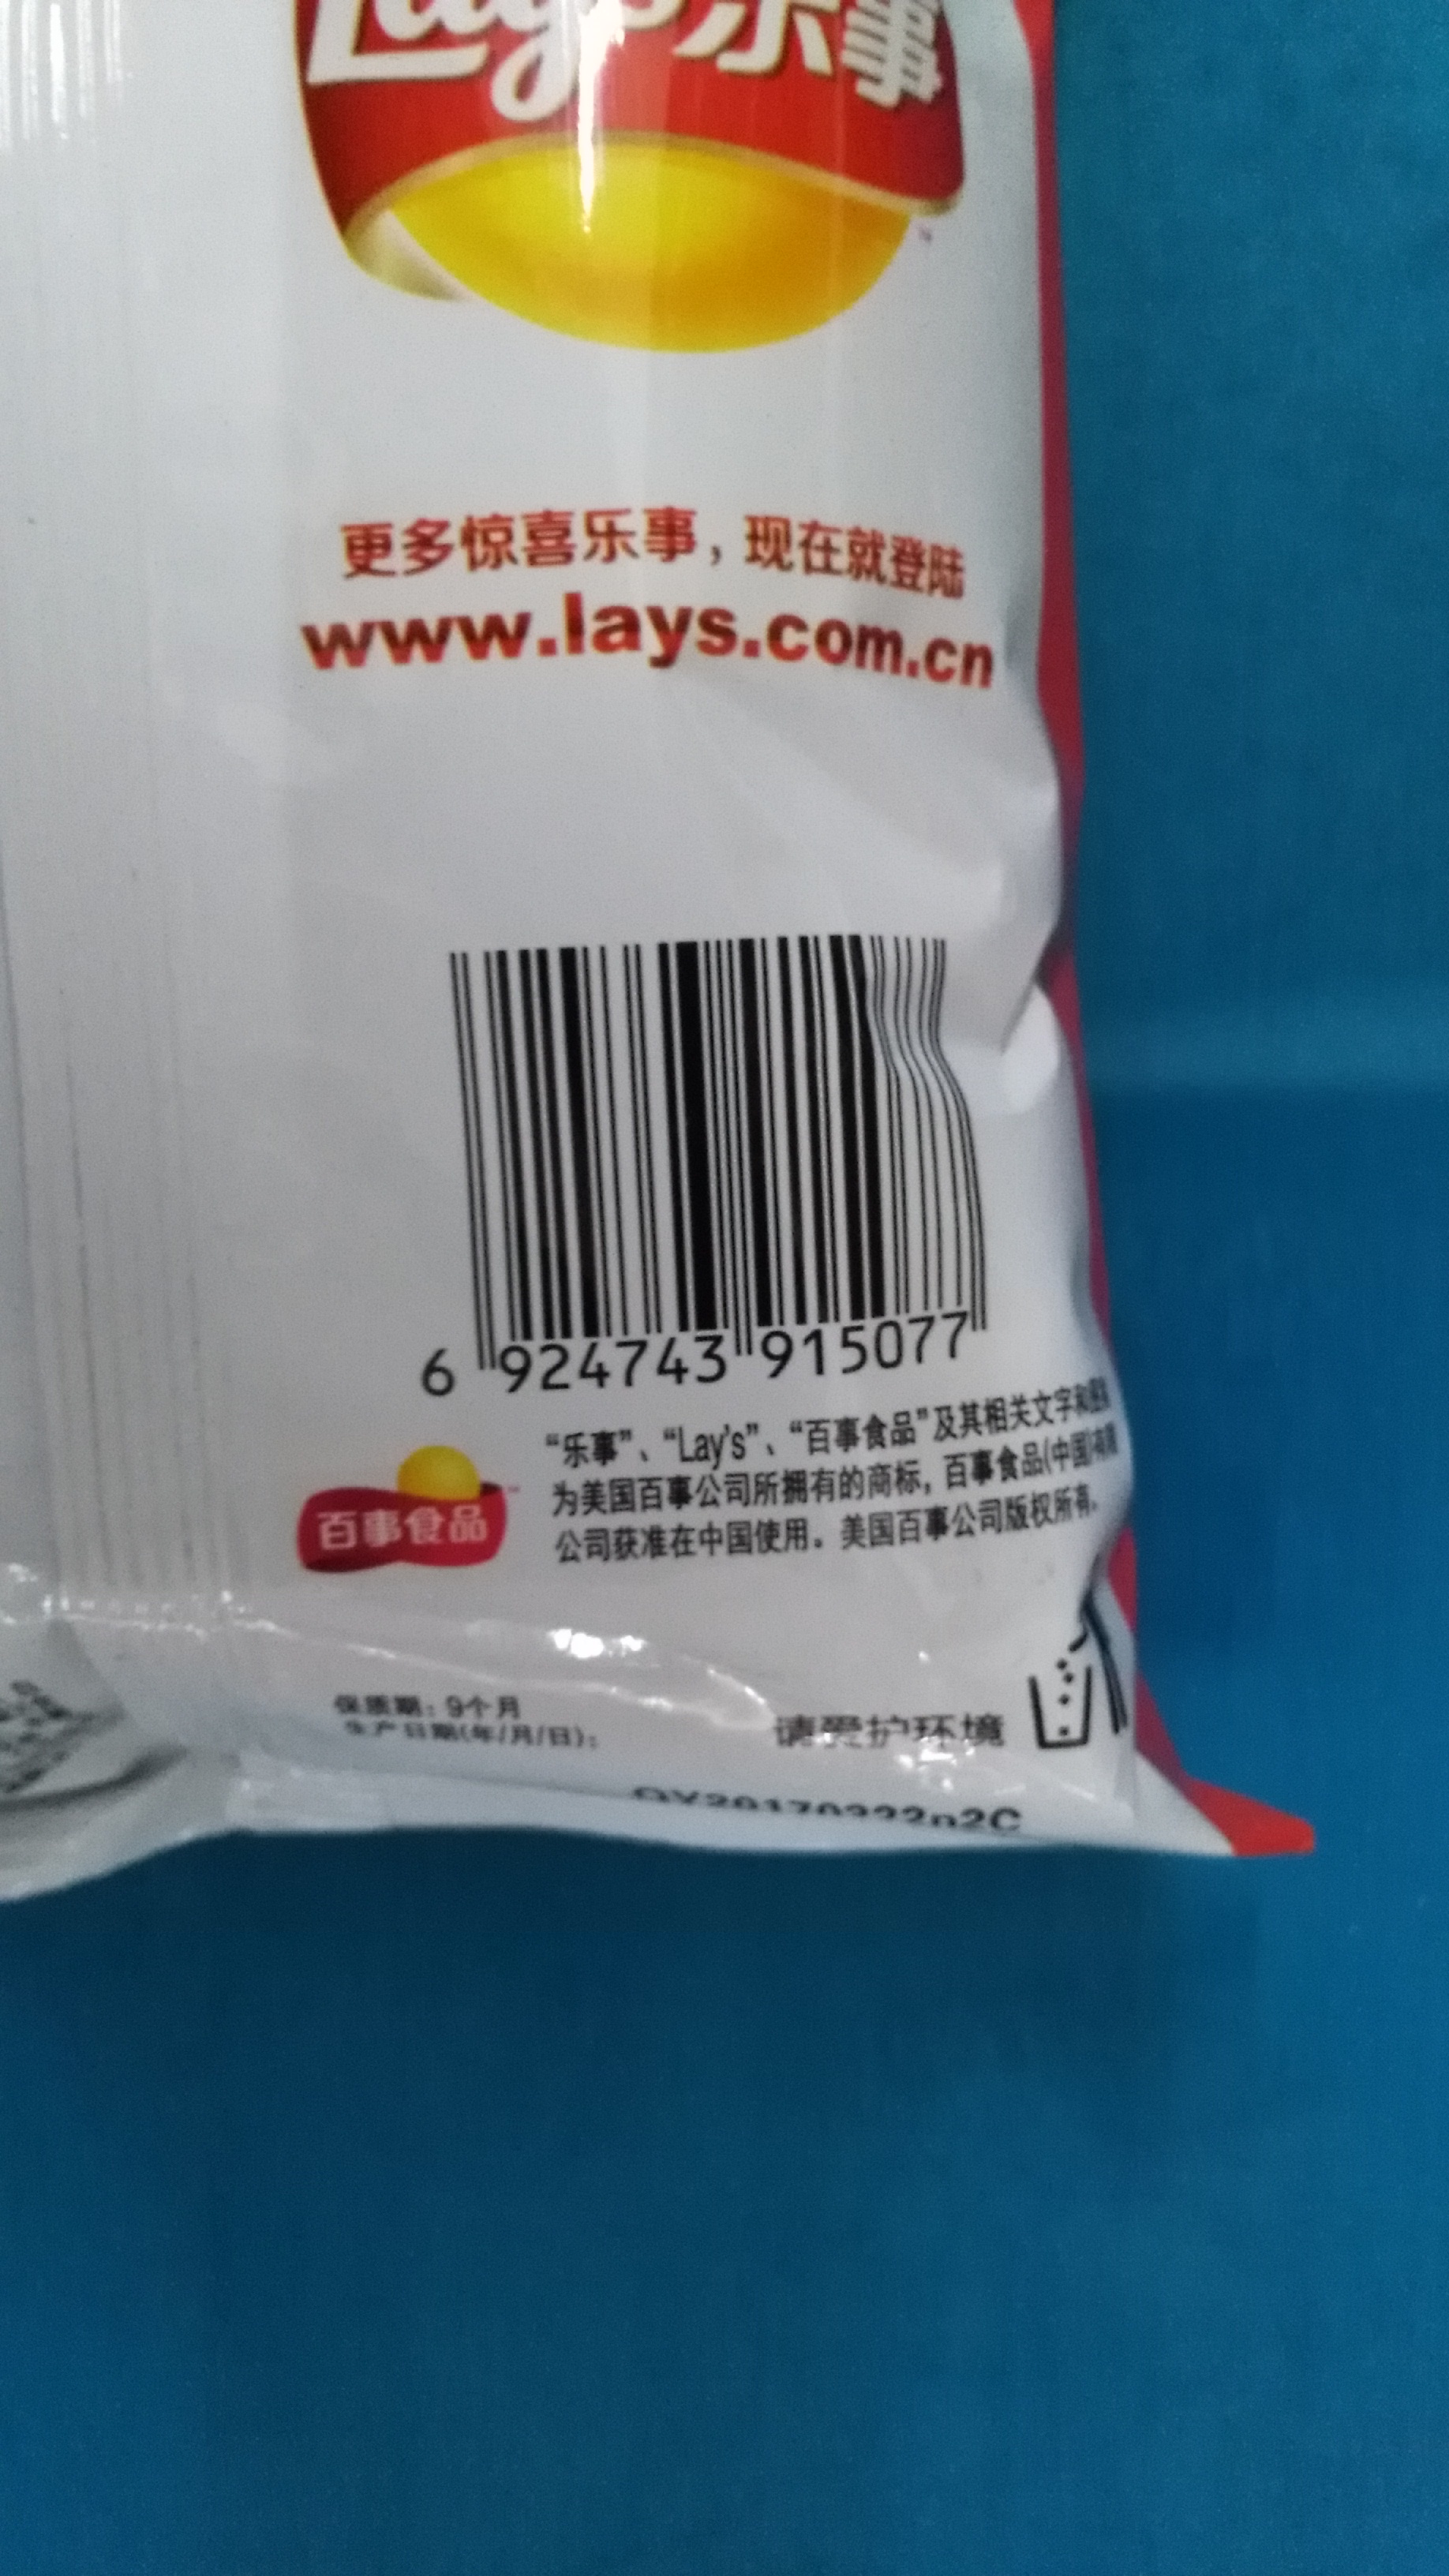 Lay's乐事
更多惊喜乐事，现在就登陆
www.lays.com.cn
6 924743 915077
“乐事”、“Lay's”、“百事食品”及其相关文字和图案
为美国百事公司所拥有的商标，百事食品(中国)有限
公司获准在中国使用。美国百事公司版权所有。
百事食品
保质期：9个月
生产日期(年/月/日)：
请爱护环境